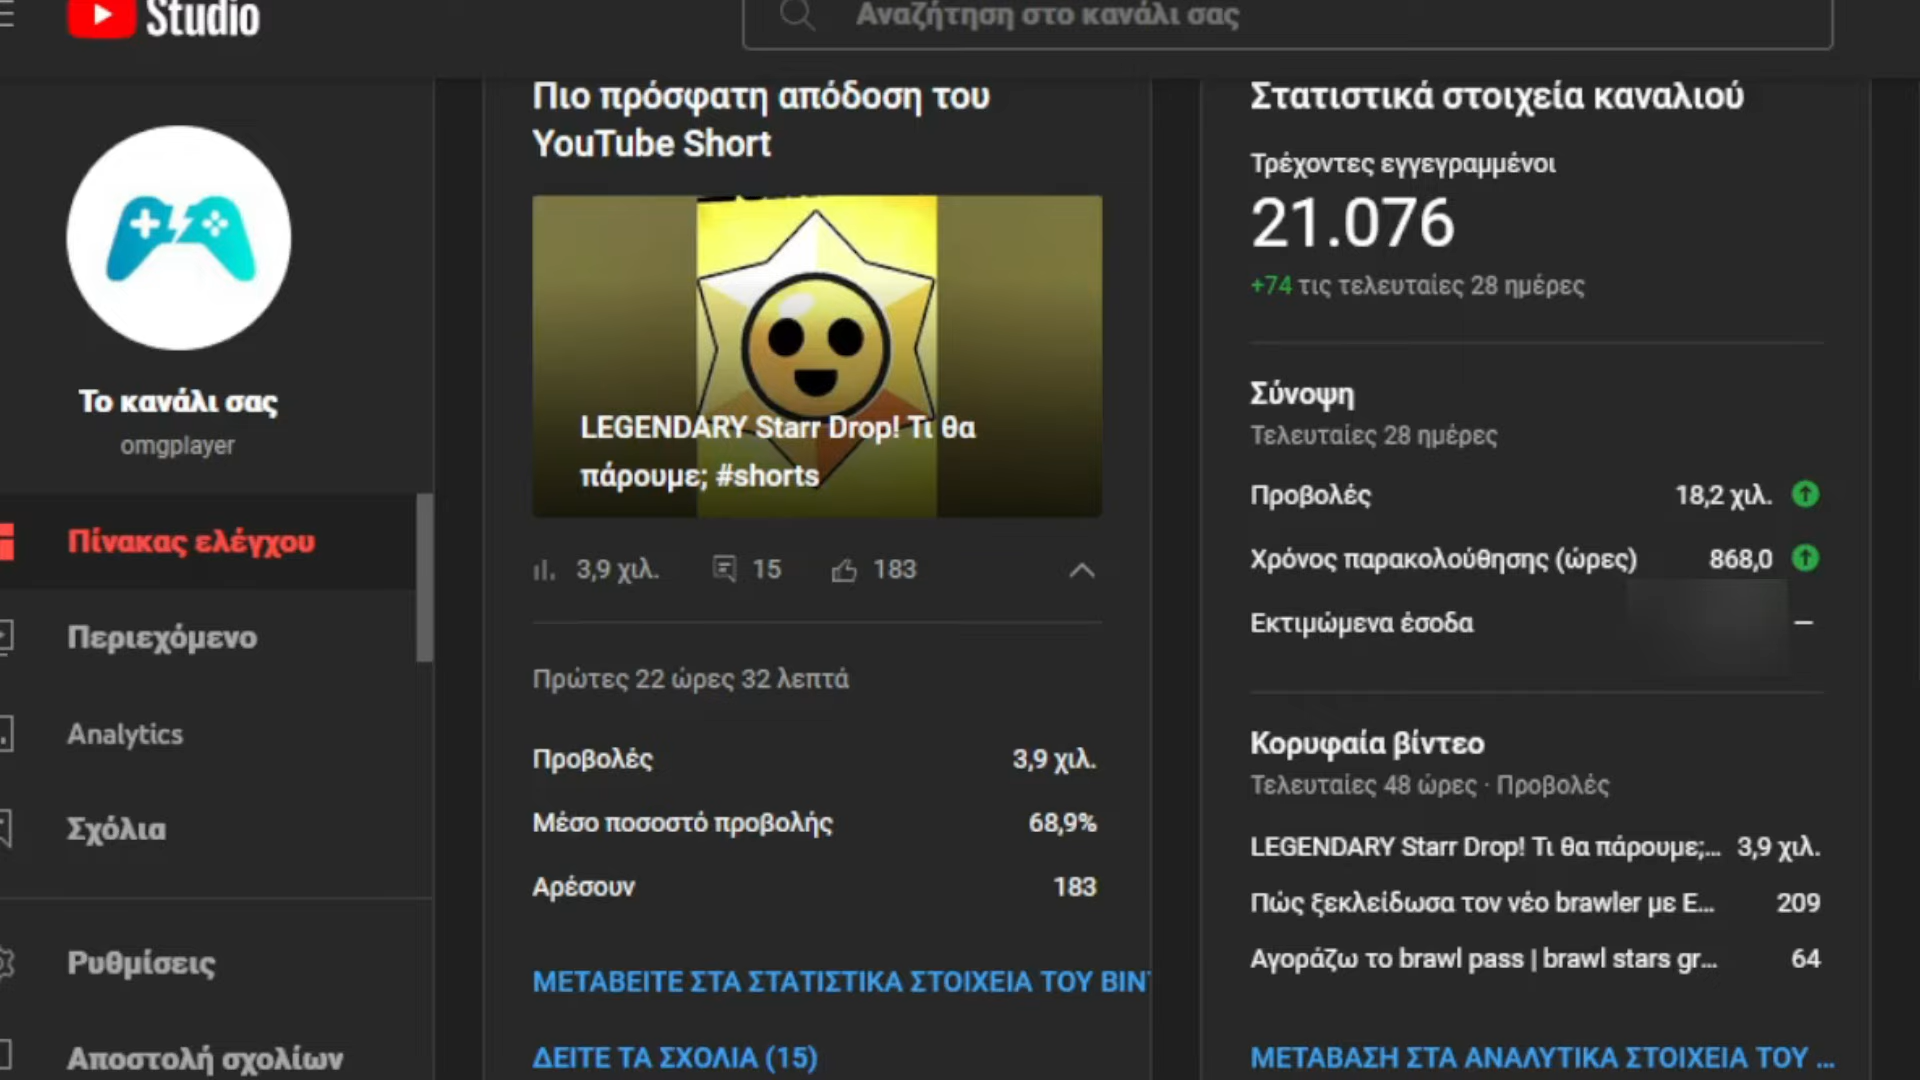 Studio
Αναζήτηση στο κανάλι σας
Το κανάλι σας
omgplayer
Πίνακας ελέγχου
Περιεχόμενο
Analytics
Σχόλια
Ρυθμίσεις
Αποστολή σχολίων
Πιο πρόσφατη απόδοση του
YouTube Short
LEGENDARY Starr Drop! Τι θα
πάρουμε; #shorts
3,9 χιλ. 15 183
Πρώτες 22 ώρες 32 λεπτά
Προβολές 3,9 χιλ.
Μέσο ποσοστό προβολής 68,9%
Αρέσουν 183
ΜΕΤΑΒΕΙΤΕ ΣΤΑ ΣΤΑΤΙΣΤΙΚΑ ΣΤΟΙΧΕΙΑ ΤΟΥ ΒΙΝ
ΔΕΙΤΕ ΤΑ ΣΧΟΛΙΑ (15)
Στατιστικά στοιχεία καναλιού
Τρέχοντες εγγεγραμμένοι
21.076
+74 τις τελευταίες 28 ημέρες
Σύνοψη
Τελευταίες 28 ημέρες
Προβολές 18,2 χιλ.
Χρόνος παρακολούθησης (ώρες) 868,0
Εκτιμώμενα έσοδα —
Κορυφαία βίντεο
Τελευταίες 48 ώρες · Προβολές
LEGENDARY Starr Drop! Τι θα πάρουμε;... 3,9 χιλ.
Πώς ξεκλείδωσα τον νέο brawler με Ε... 209
Αγοράζω το brawl pass | brawl stars gr... 64
ΜΕΤΑΒΑΣΗ ΣΤΑ ΑΝΑΛΥΤΙΚΑ ΣΤΟΙΧΕΙΑ ΤΟΥ ...